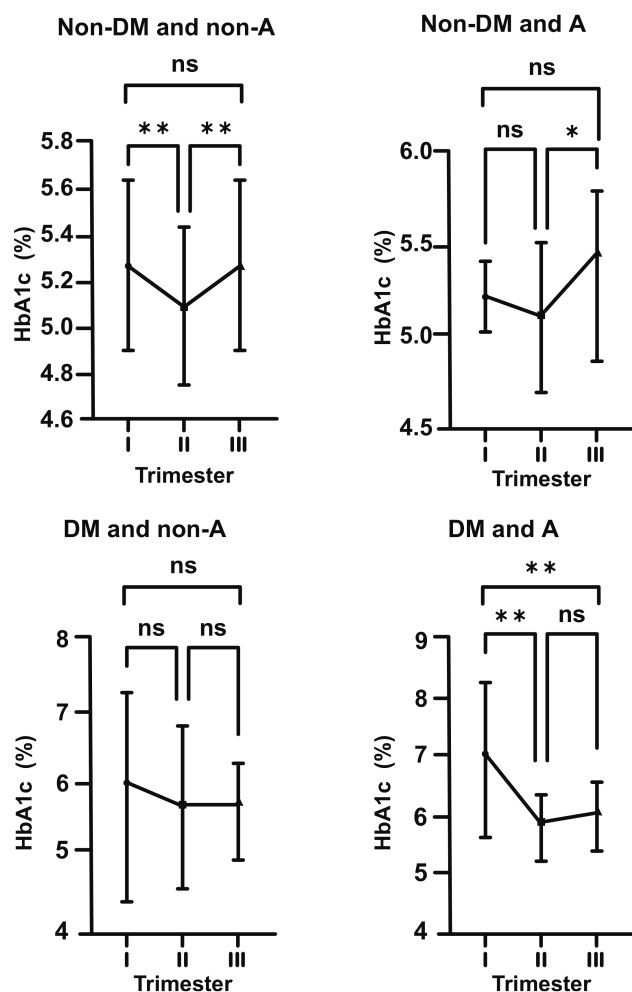 Non-DM and non-A
ns
** **
5.8
5.6
5.4
5.2
5.0
4.8
4.6
HbA1c (%)
I II III
Trimester
Non-DM and A
ns
ns *
6.0
5.5
5.0
4.5
HbA1c (%)
I II III
Trimester
DM and non-A
ns
ns ns
8
7
6
5
4
HbA1c (%)
I II III
Trimester
DM and A
**
** ns
9
8
7
6
5
4
HbA1c (%)
I II III
Trimester